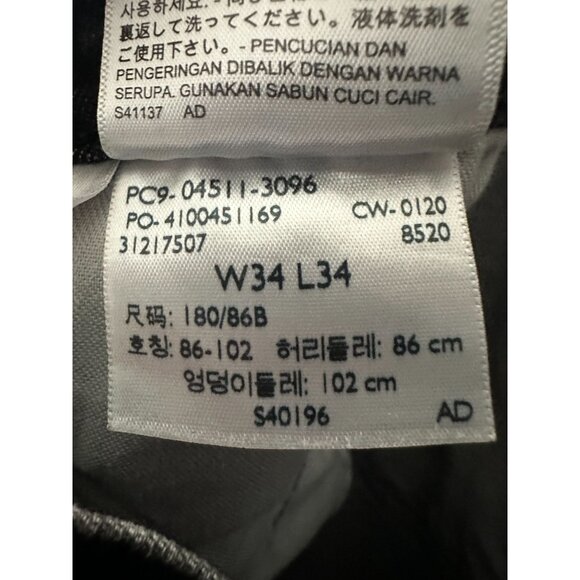 사용하세요. - 
裏返して洗ってください。液体洗剤を
ご使用下さい。- PENCUCIAN DAN
PENGERINGAN DIBALIK DENGAN WARNA
SERUPA. GUNAKAN SABUN CUCI CAIR.
S41137 AD
PC9- 04511-3096
PO- 4100451169 CW- 0120
31217507 8520
W34 L34
尺码: 180/86B
호칭: 86-102 허리둘레: 86 cm
엉덩이둘레: 102 cm
S40196 AD